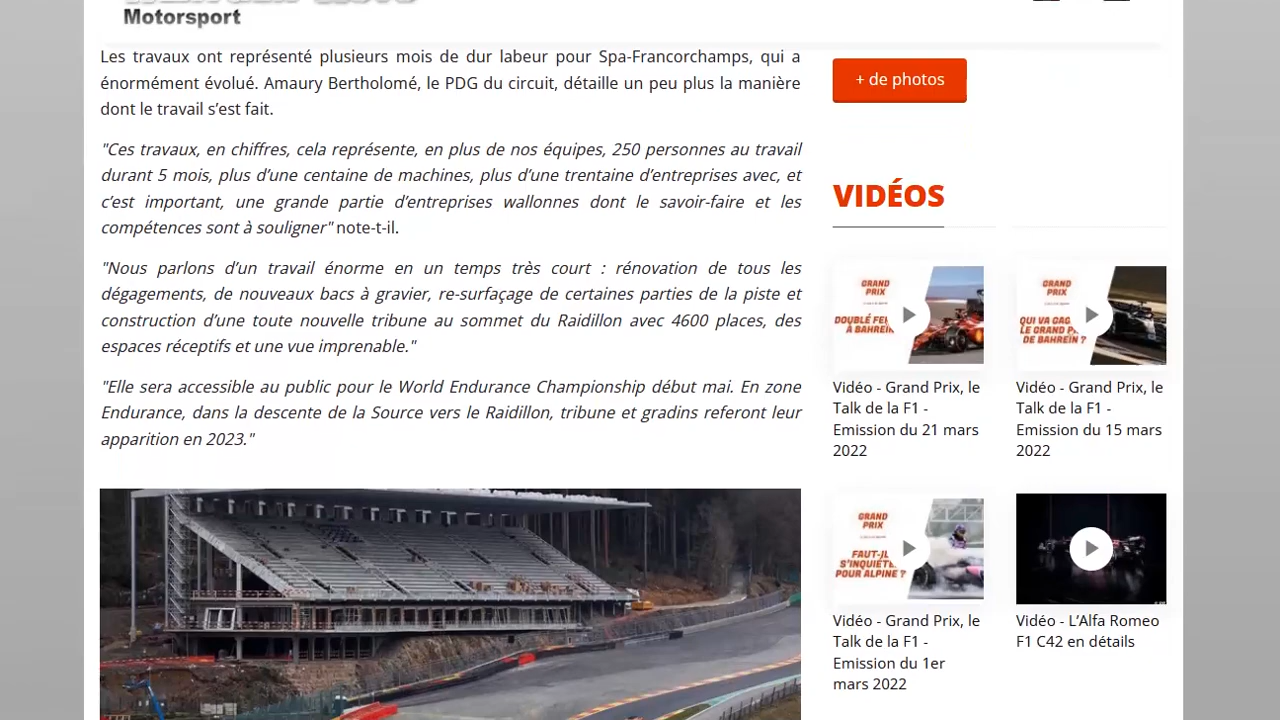 Motorsport
Les travaux ont représenté plusieurs mois de dur labeur pour Spa-Francorchamps, qui a
énormément évolué. Amaury Bertholomé, le PDG du circuit, détaille un peu plus la manière
dont le travail s’est fait.
"Ces travaux, en chiffres, cela représente, en plus de nos équipes, 250 personnes au travail
durant 5 mois, plus d’une centaine de machines, plus d’une trentaine d’entreprises avec, et
c’est important, une grande partie d’entreprises wallonnes dont le savoir-faire et les
compétences sont à souligner" note-t-il.
"Nous parlons d’un travail énorme en un temps très court : rénovation de tous les
dégagements, de nouveaux bacs à gravier, re-surfaçage de certaines parties de la piste et
construction d’une toute nouvelle tribune au sommet du Raidillon avec 4600 places, des
espaces réceptifs et une vue imprenable."
"Elle sera accessible au public pour le World Endurance Championship début mai. En zone
Endurance, dans la descente de la Source vers le Raidillon, tribune et gradins referont leur
apparition en 2023."
+ de photos
VIDÉOS
GRAND
PRIX
DOUBLÉ
À BAHREÏN
Vidéo - Grand Prix, le
Talk de la F1 -
Emission du 21 mars
2022
GRAND
PRIX
QUI VA
LE GRAND
DE BAHREÏN ?
Vidéo - Grand Prix, le
Talk de la F1 -
Emission du 15 mars
2022
GRAND
PRIX
FAUT-IL
S’INQUIÉTE
POUR ALPINE ?
Vidéo - Grand Prix, le
Talk de la F1 -
Emission du 1er
mars 2022
Vidéo - L’Alfa Romeo
F1 C42 en détails